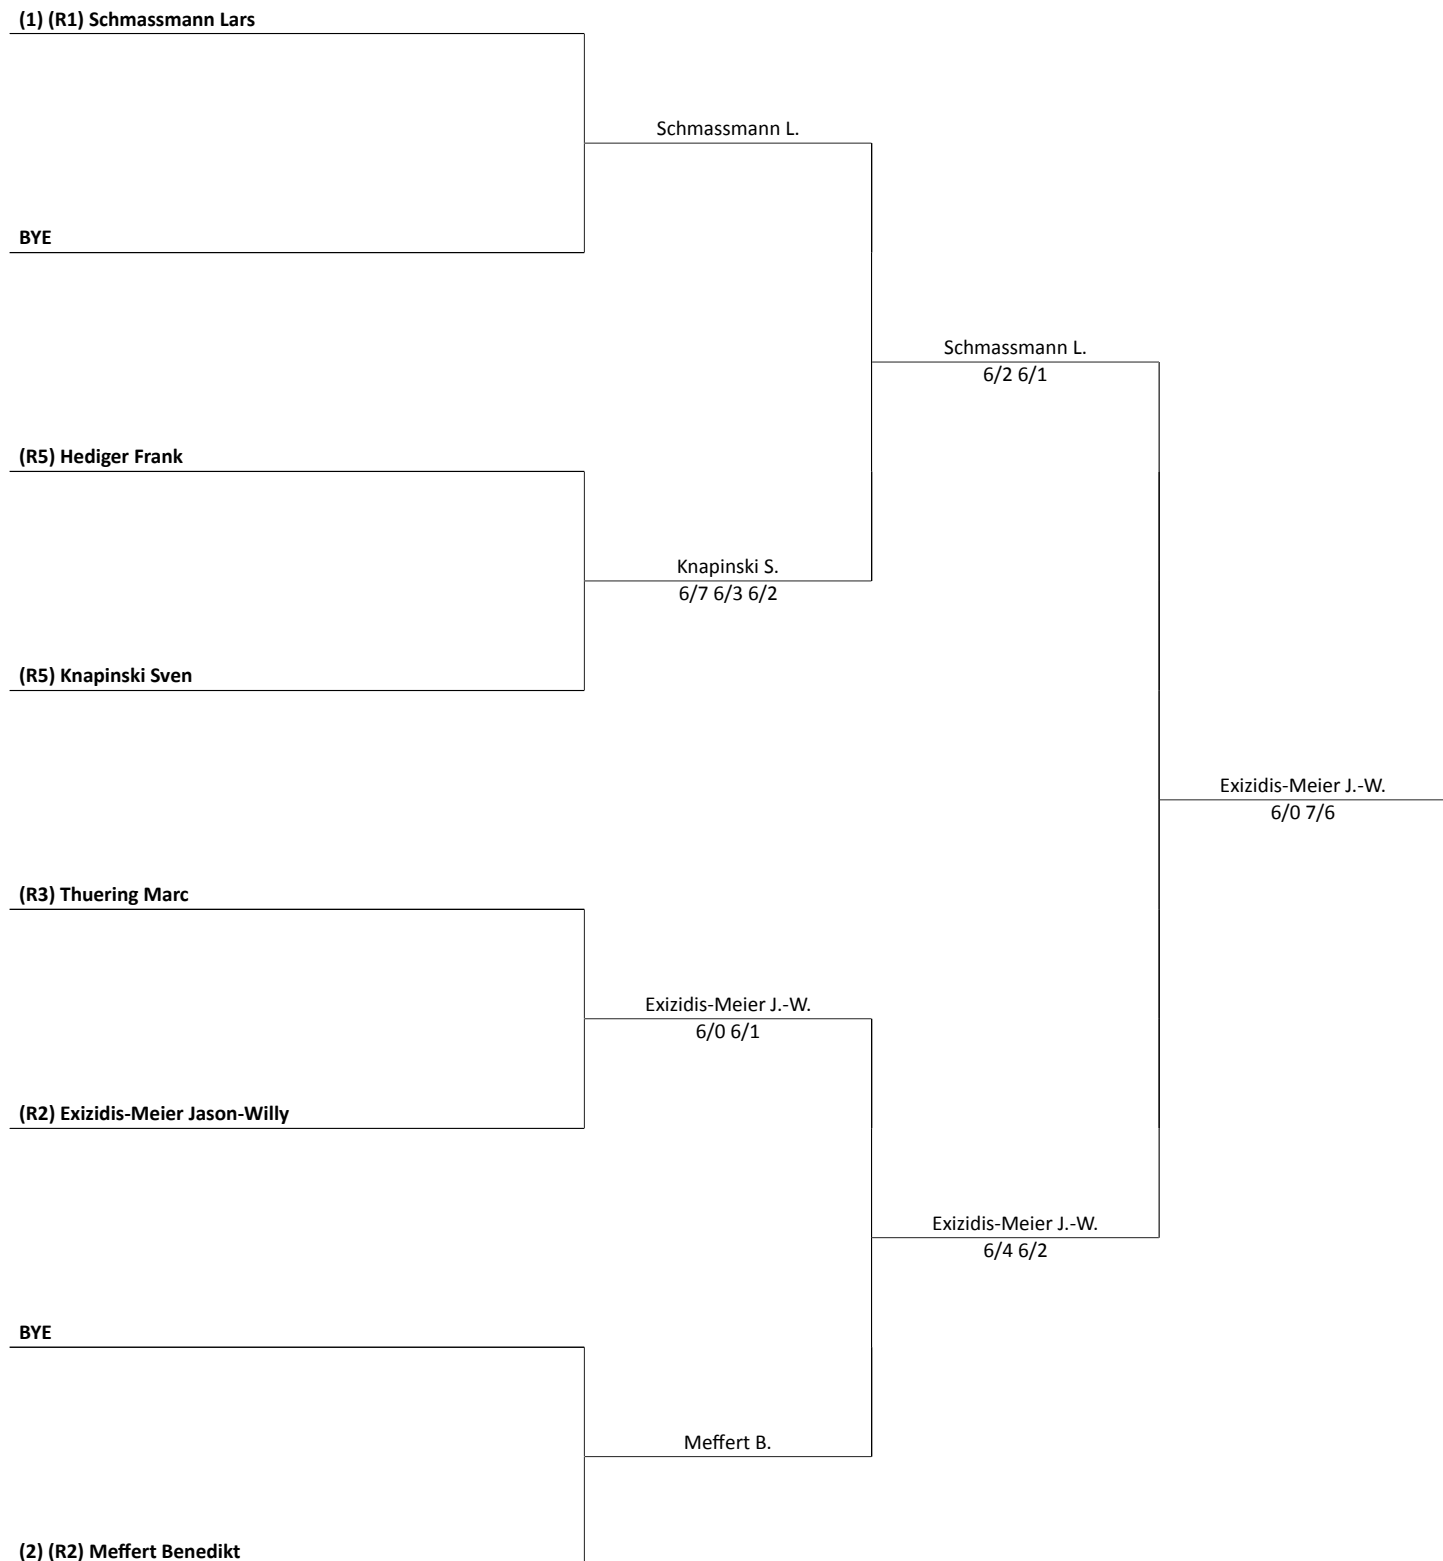 (1) (R1) Schmassmann Lars
Schmassmann L.
BYE
Schmassmann L.
6/2 6/1
(R5) Hediger Frank
Knapinski S.
6/7 6/3 6/2
(R5) Knapinski Sven
Exizidis-Meier J.-W.
6/0 7/6
(R3) Thuering Marc
Exizidis-Meier J.-W.
6/0 6/1
(R2) Exizidis-Meier Jason-Willy
Exizidis-Meier J.-W.
6/4 6/2
BYE
Meffert B.
(2) (R2) Meffert Benedikt